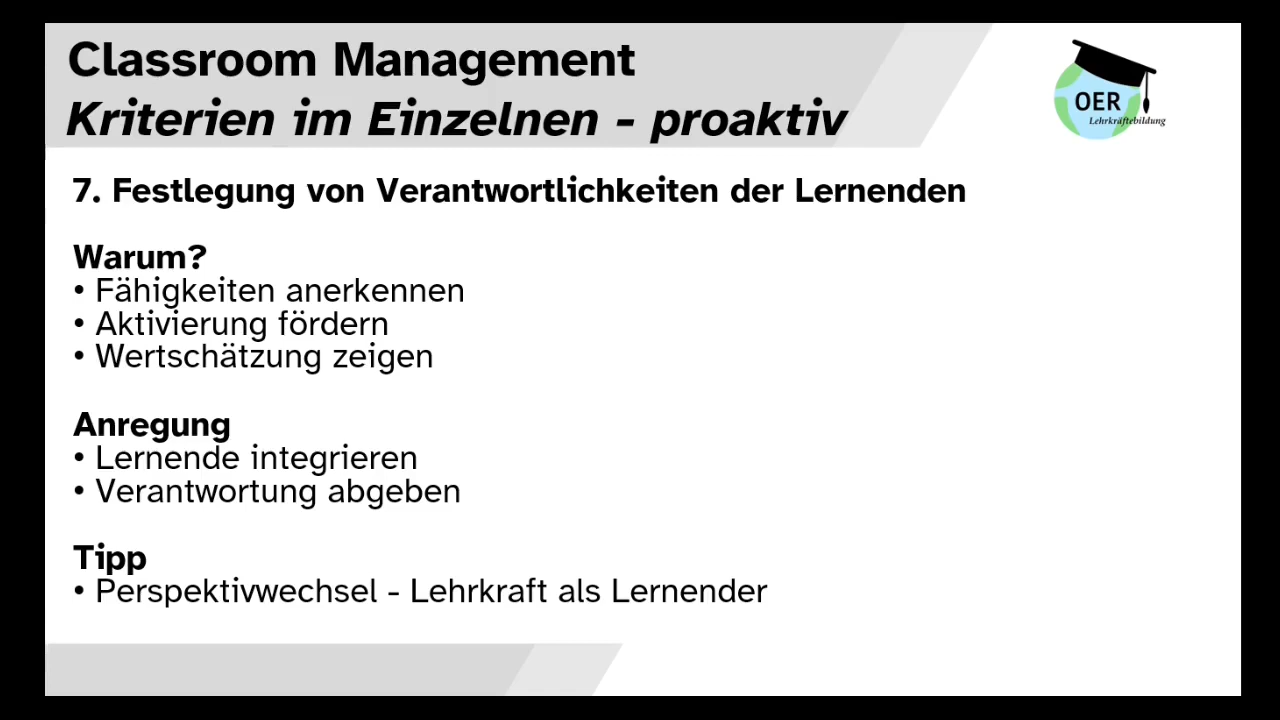 Classroom Management
Kriterien im Einzelnen - proaktiv
OER
Lehrkräftebildung
7. Festlegung von Verantwortlichkeiten der Lernenden
Warum?
• Fähigkeiten anerkennen
• Aktivierung fördern
• Wertschätzung zeigen
Anregung
• Lernende integrieren
• Verantwortung abgeben
Tipp
• Perspektivwechsel - Lehrkraft als Lernender